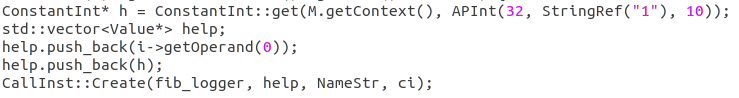 ConstantInt* h = ConstantInt::get(M.getContext(), APInt(32, StringRef("1"), 10));
std::vector<Value*> help;
help.push_back(i->getOperand(0));
help.push_back(h);
CallInst::Create(fib_logger, help, NameStr, ci);